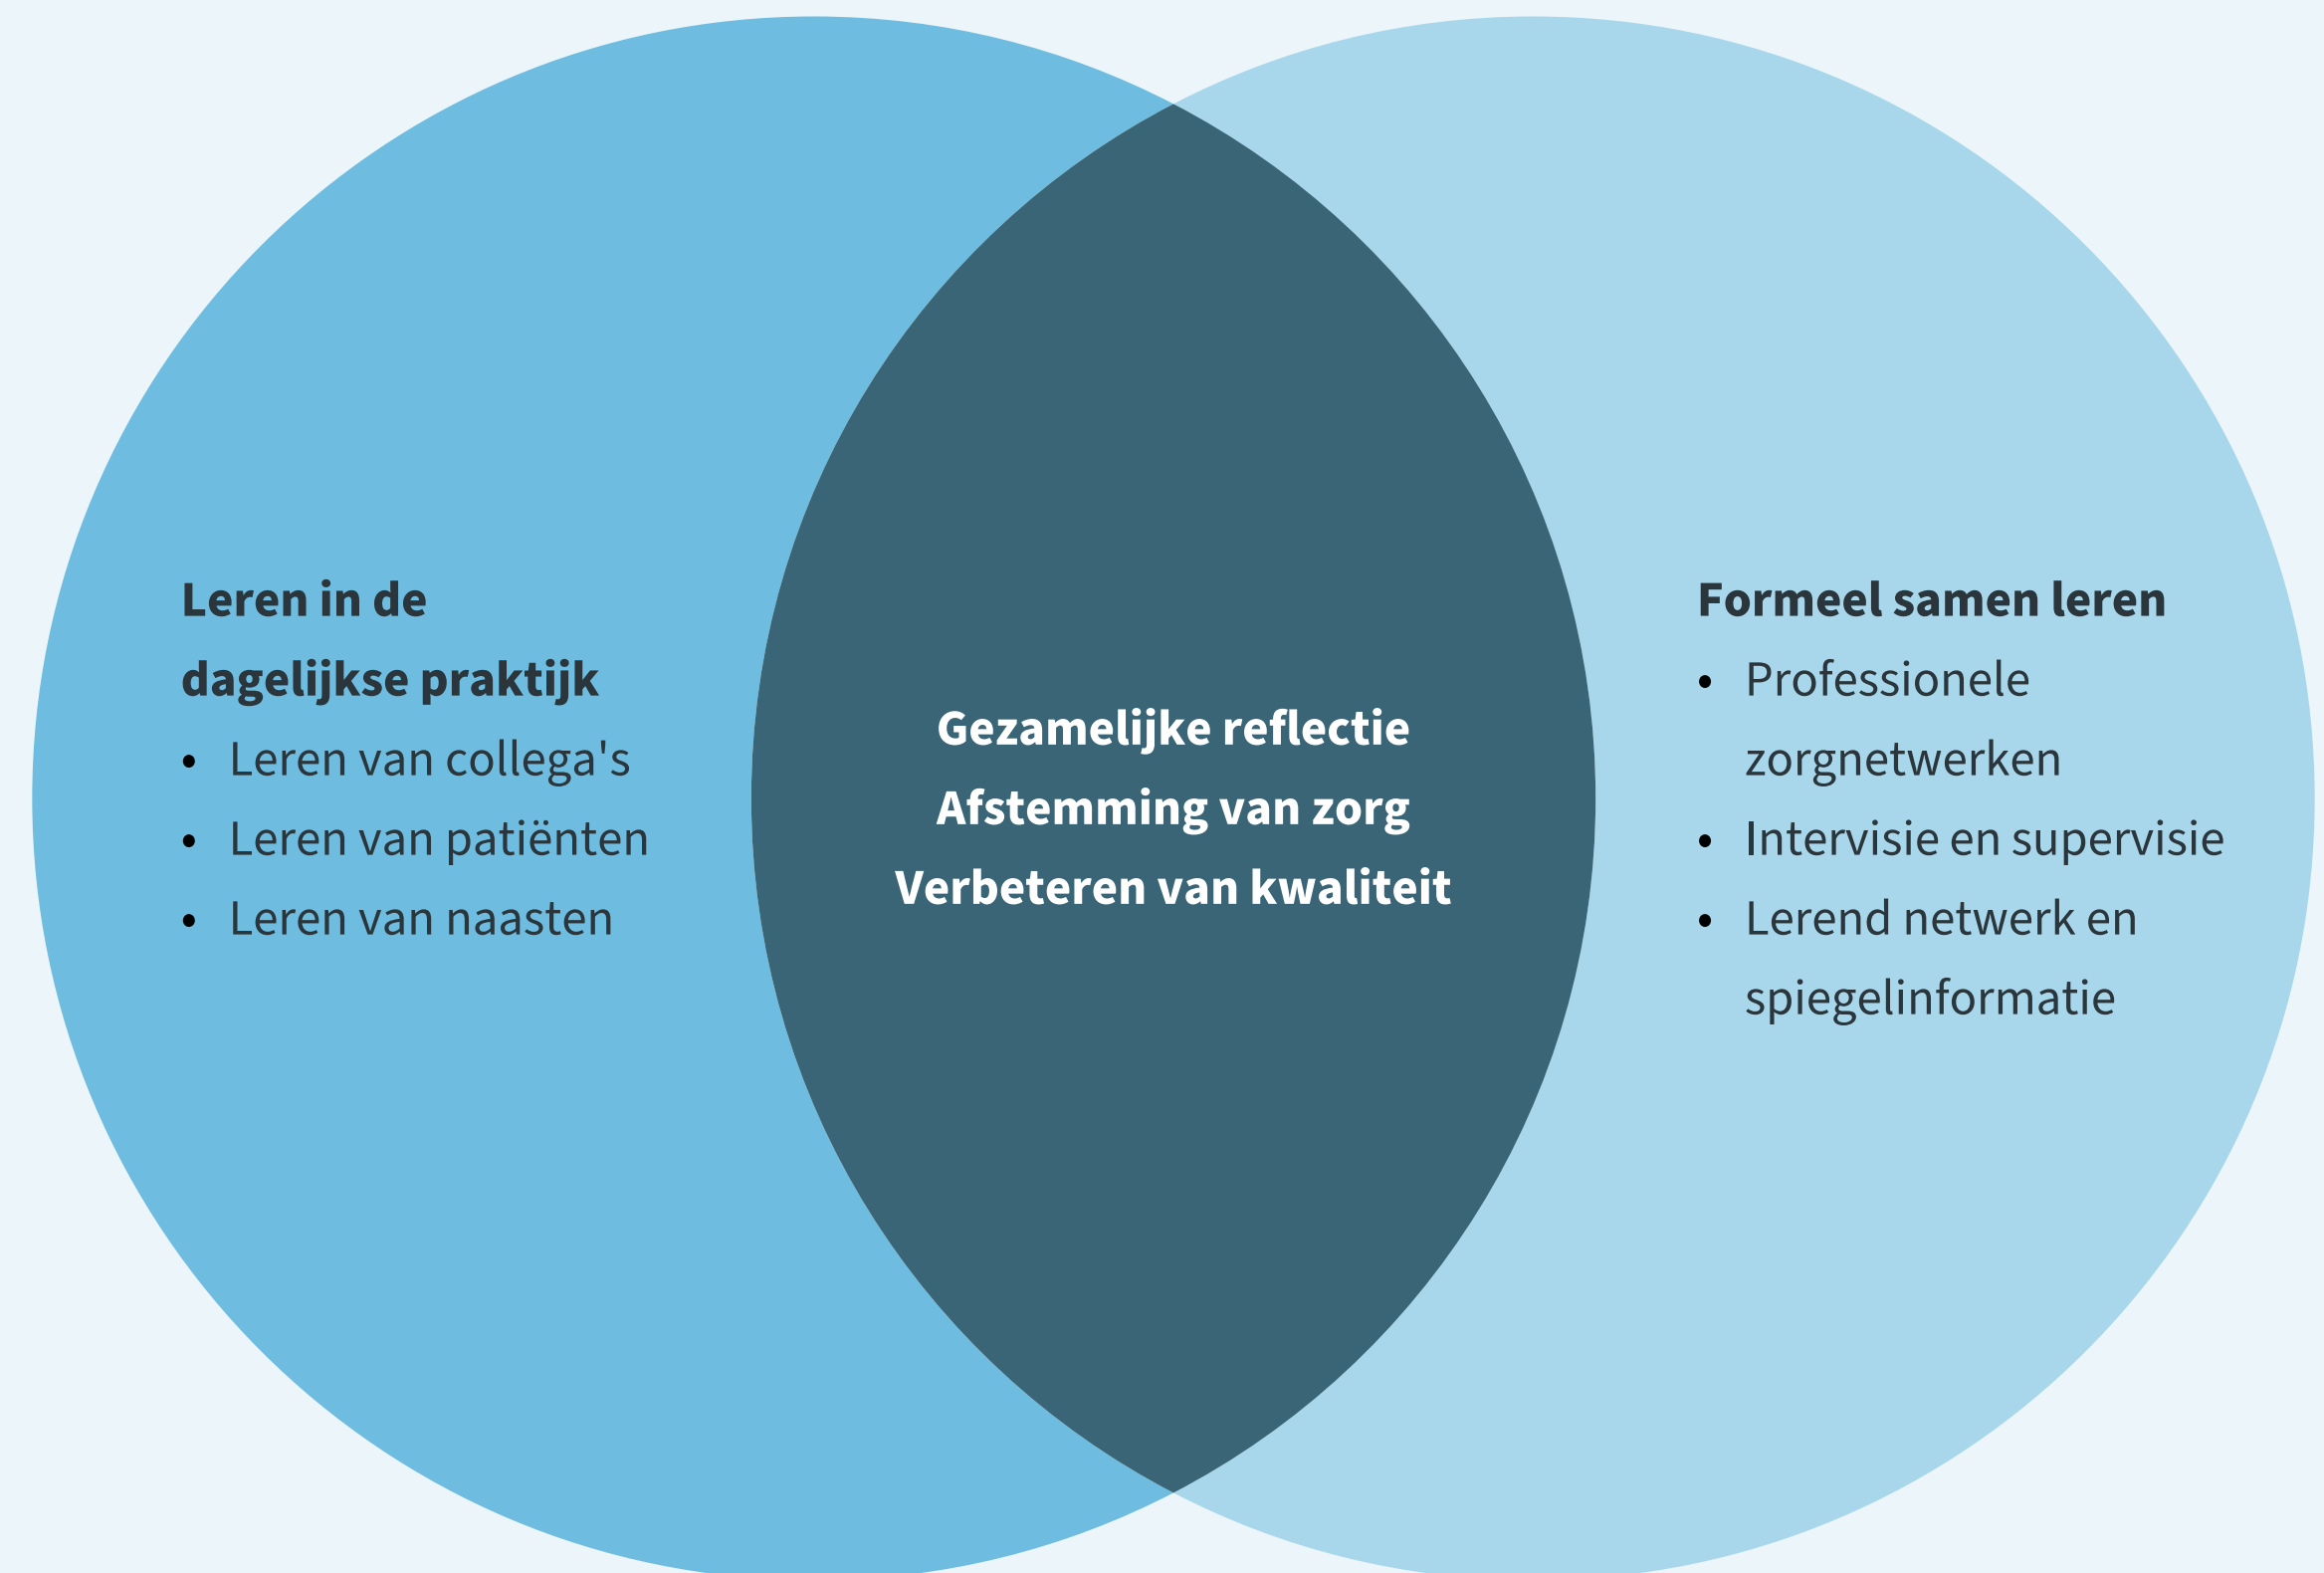 Leren in de
dagelijkse praktijk
• Leren van collega's
• Leren van patiënten
• Leren van naasten
Gezamelijke reflectie
Afstemming van zorg
Verbeteren van kwaliteit
Formeel samen leren
• Professionele
zorgnetwerken
• Intervisie en supervisie
• Lerend netwerk en
spiegelinformatie